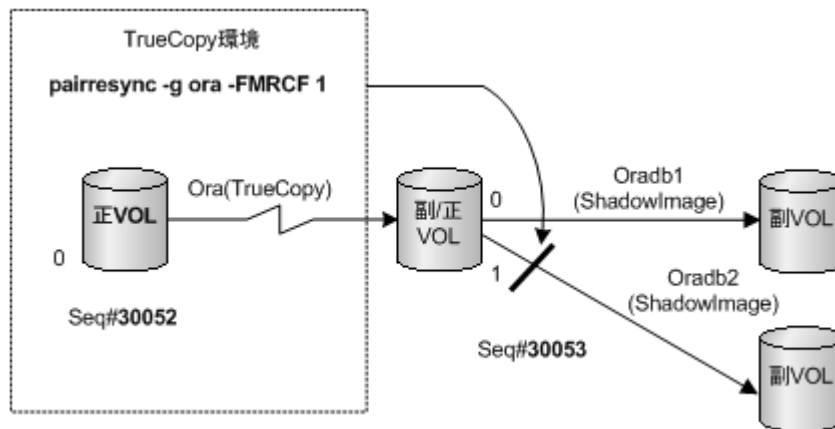 TrueCopy環境
pairresync -g ora -FMRCF 1
Ora(TrueCopy)
正VOL
0
Seq#30052
副/正
VOL
0
1
Seq#30053
Oradb1
(ShadowImage)
副VOL
Oradb2
(ShadowImage)
副VOL